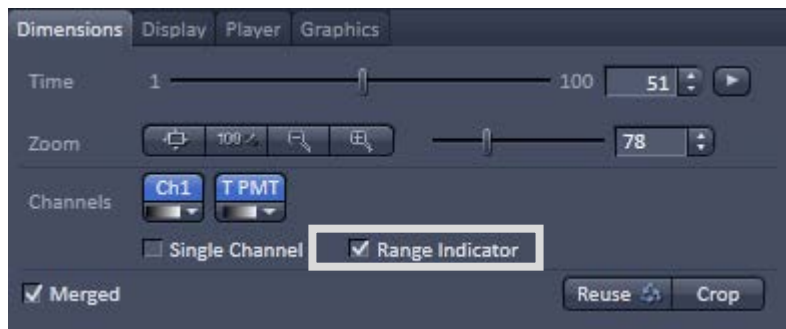 Dimensions Display Player Graphics
Time 1 100 51
Zoom 100% 78
Channels Ch1 T PMT
Single Channel Range Indicator
Merged Reuse Crop